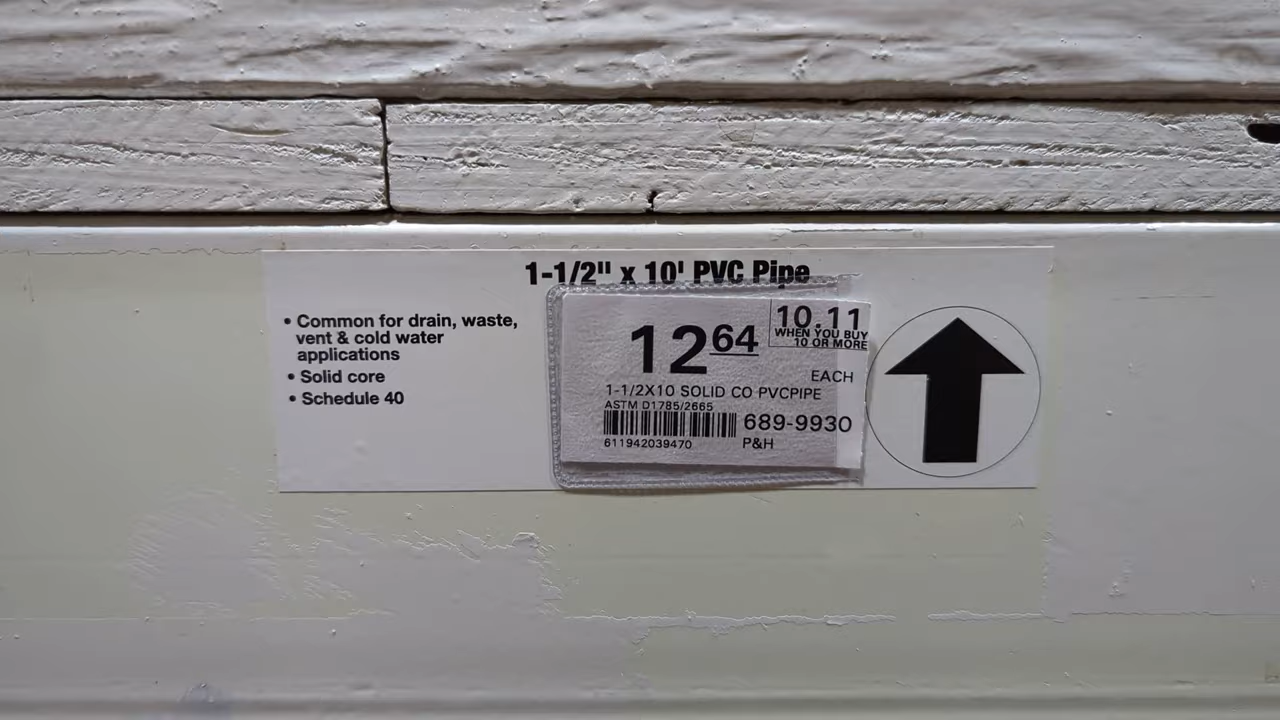 1-1/2" x 10' PVC Pipe
• Common for drain, waste,
vent & cold water
applications
• Solid core
• Schedule 40
12 64
10.11
WHEN YOU BUY
10 OR MORE
EACH
1-1/2X10 SOLID CO PVCPIPE
ASTM D1785/2665
689-9930
611942039470
P&H